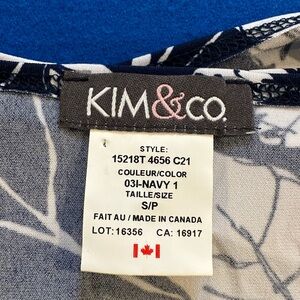 KIM&CO.
STYLE:
15218T 4656 C21
COULEUR/COLOR
03I-NAVY 1
TAILLE/SIZE
S/P
FAIT AU / MADE IN CANADA
LOT: 16356 CA: 16917